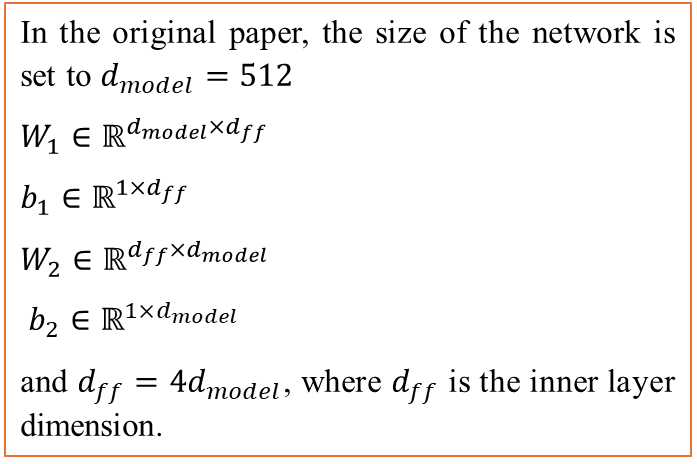 In the original paper, the size of the network is
set to $d_{model} = 512$
$W_1 \in \mathbb{R}^{d_{model} \times d_{ff}}$
$b_1 \in \mathbb{R}^{1 \times d_{ff}}$
$W_2 \in \mathbb{R}^{d_{ff} \times d_{model}}$
$b_2 \in \mathbb{R}^{1 \times d_{model}}$
and $d_{ff} = 4d_{model}$, where $d_{ff}$ is the inner layer
dimension.